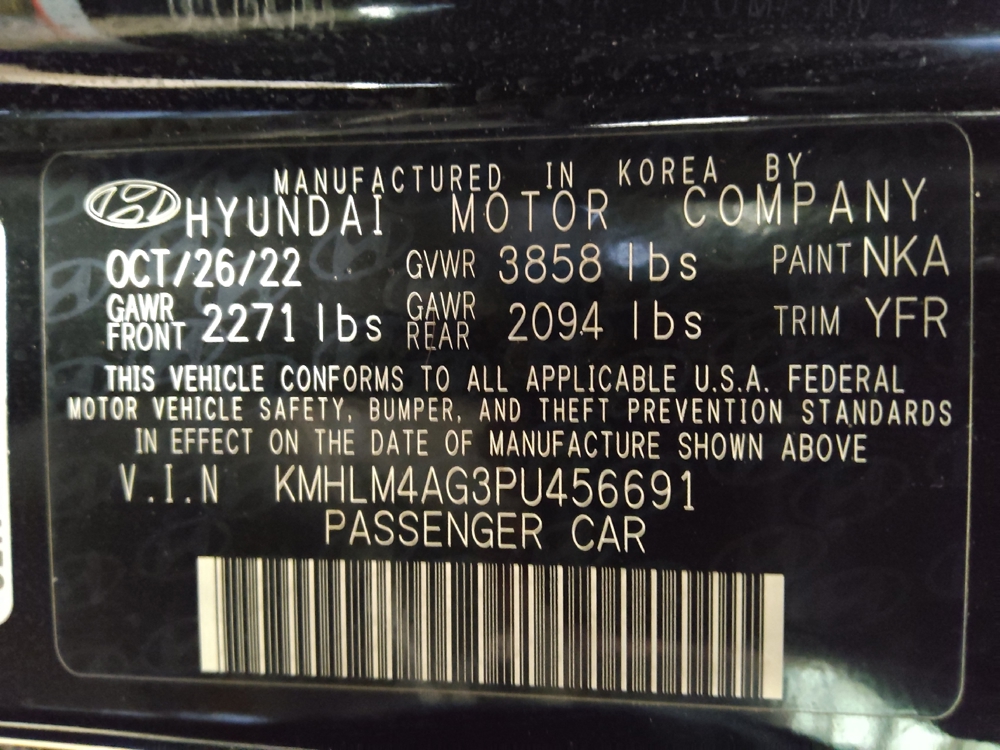 MANUFACTURED IN KOREA BY
HYUNDAI MOTOR COMPANY
OCT/26/22 GVWR 3858 lbs PAINT NKA
GAWR FRONT 2271 lbs GAWR REAR 2094 lbs TRIM YFR
THIS VEHICLE CONFORMS TO ALL APPLICABLE U.S.A. FEDERAL
MOTOR VEHICLE SAFETY, BUMPER, AND THEFT PREVENTION STANDARDS
IN EFFECT ON THE DATE OF MANUFACTURE SHOWN ABOVE
V.I.N KMHLM4AG3PU456691
PASSENGER CAR